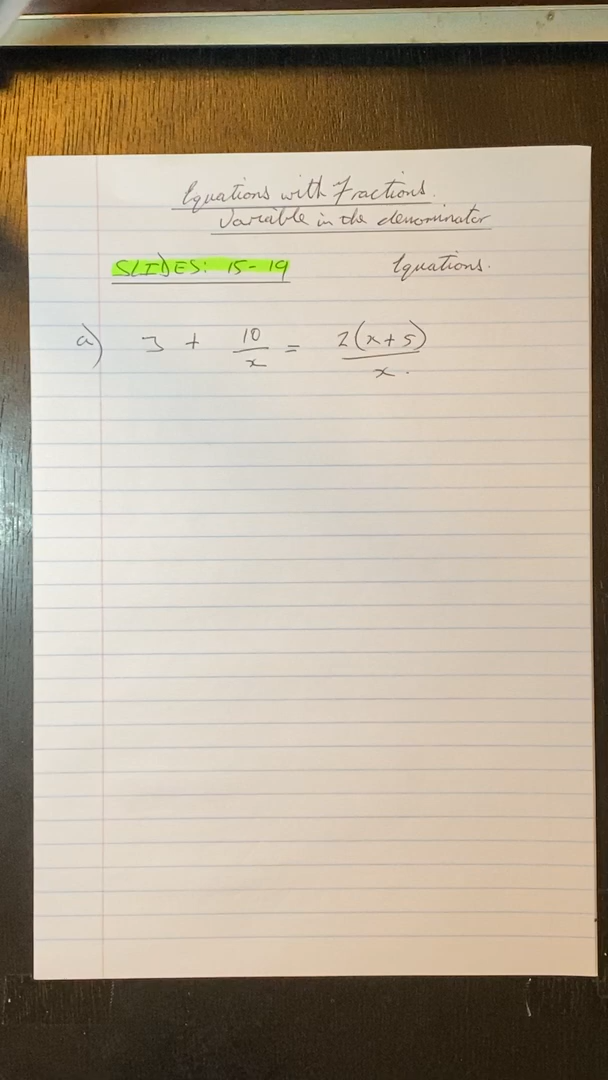 Equations with Fractions.
Variable in the denominator
SLIDES: 15-19 Equations.
a) 3 + 10/x = 2(x+5)/x.